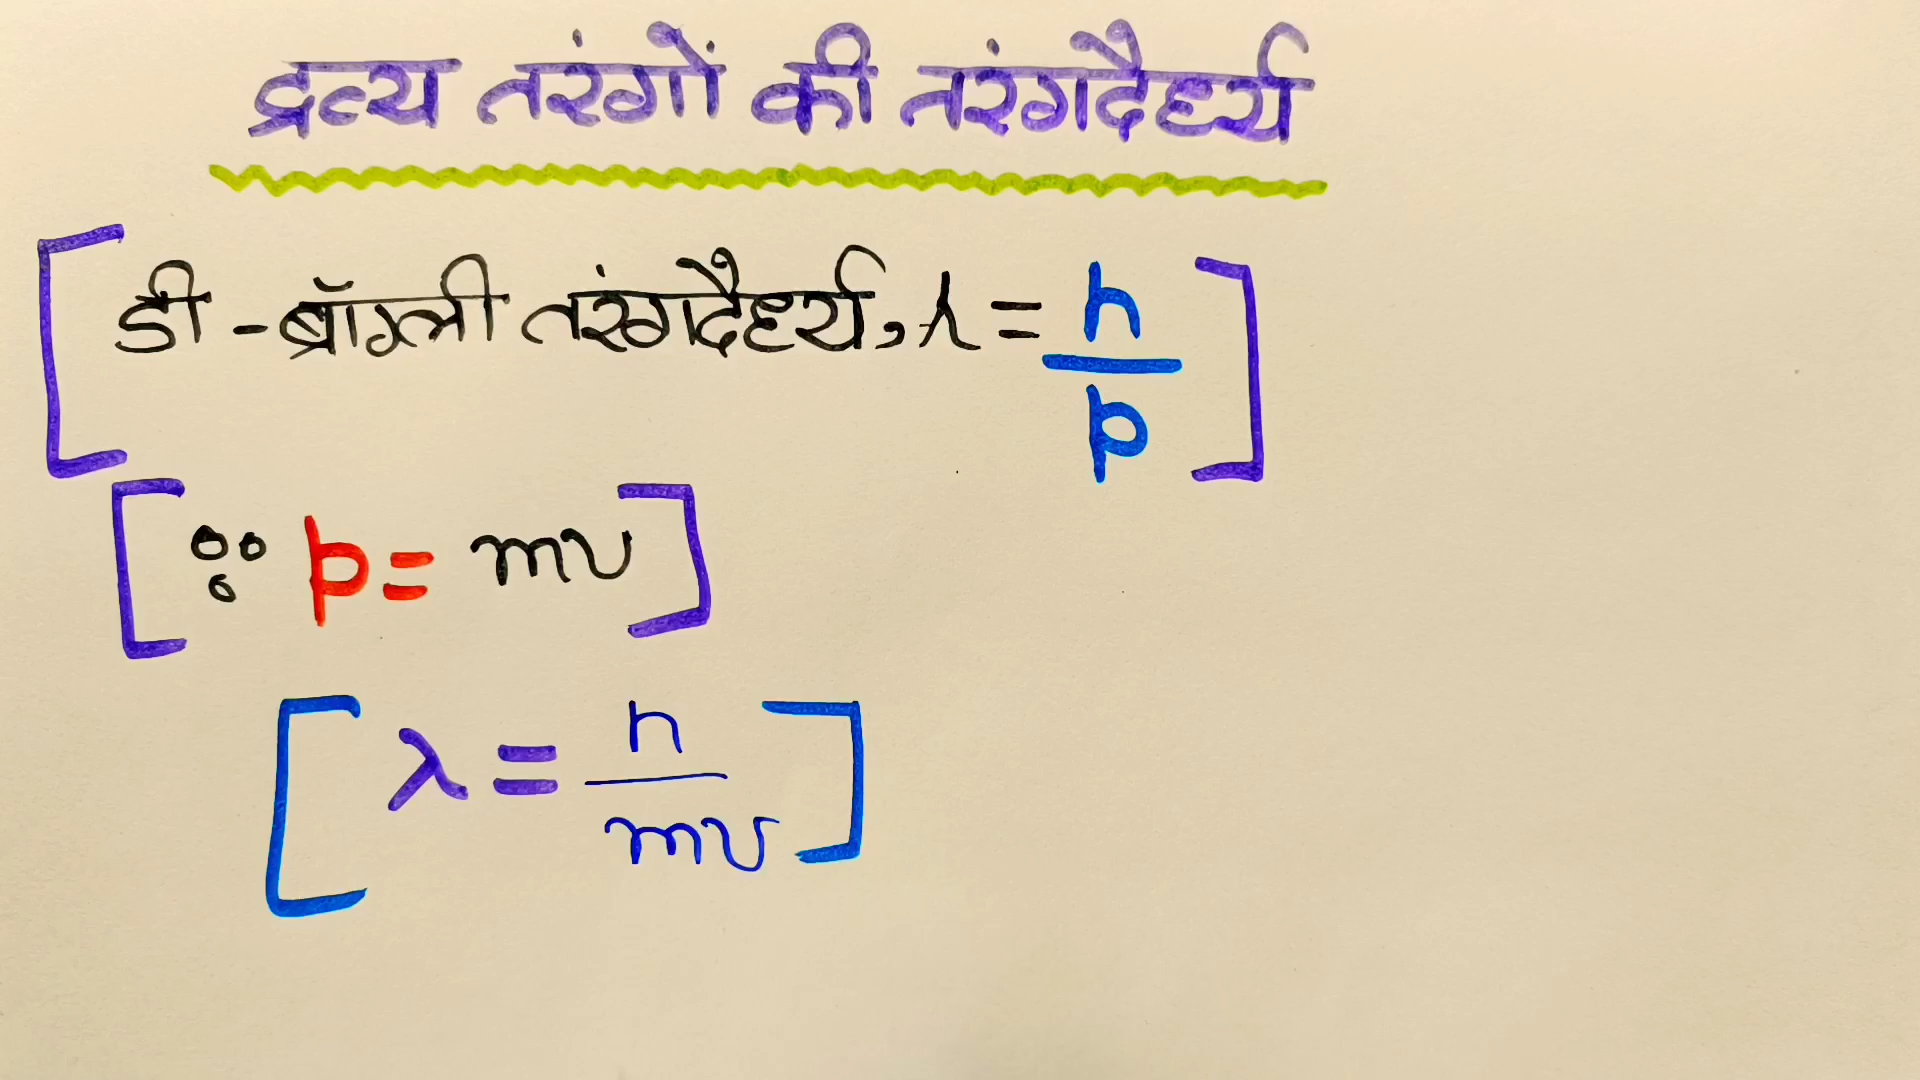 द्रव्य तरंगों की तरंगदैर्ध्य
[डी-ब्रॉग्ली तरंगदैर्ध्य, λ = h/p]
[∵ p = mv]
[λ = h/mv]